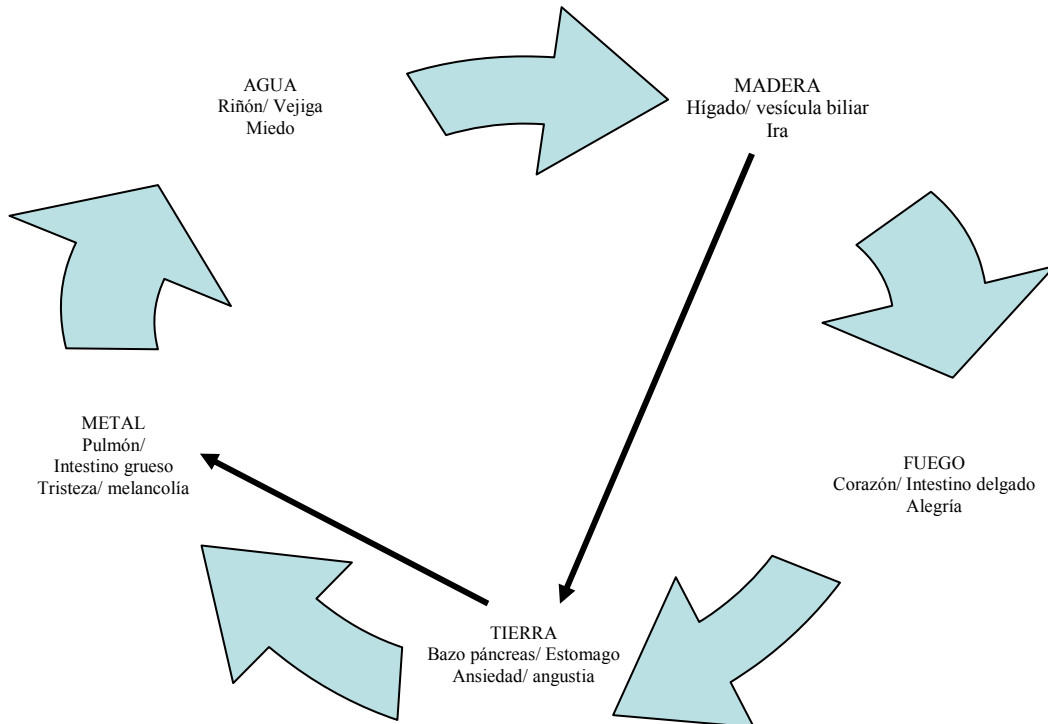 AGUA
Riñón/ Vejiga
Miedo
MADERA
Hígado/ vesícula biliar
Ira
FUEGO
Corazón/ Intestino delgado
Alegría
TIERRA
Bazo páncreas/ Estomago
Ansiedad/ angustia
METAL
Pulmón/
Intestino grueso
Tristeza/ melancolía